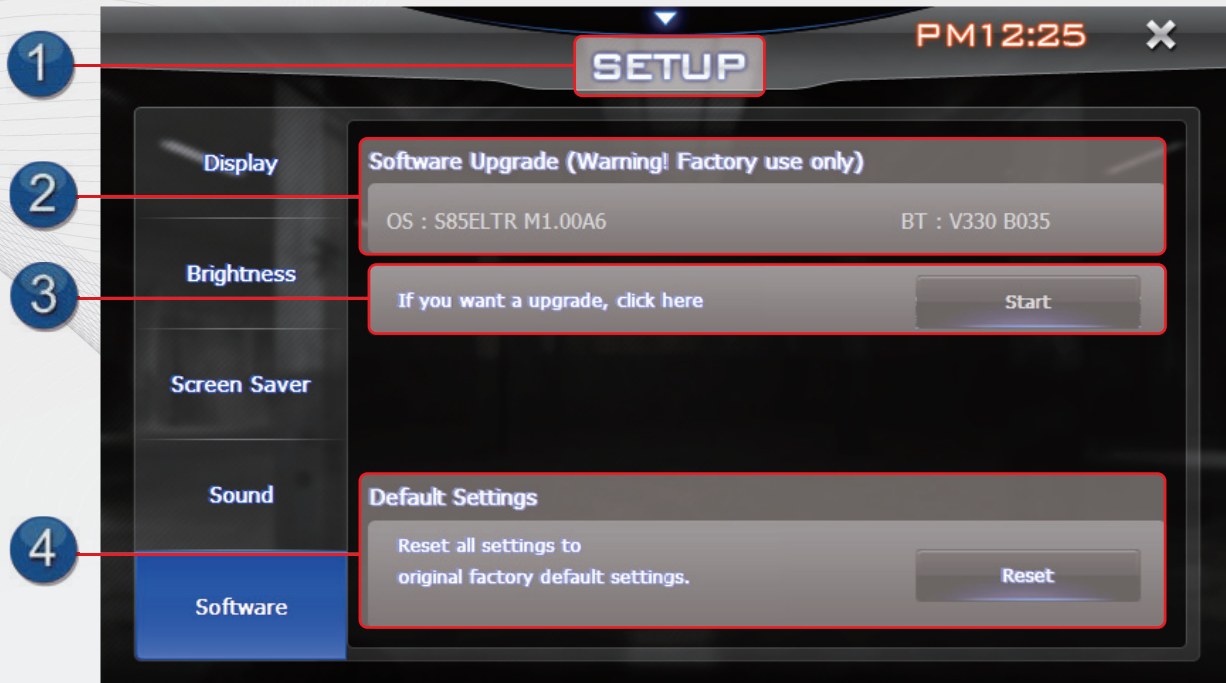 1
SETUP
PM12:25
2
3
4
Display
Brightness
Screen Saver
Sound
Software
Software Upgrade (Warning! Factory use only)
OS : S85ELTR M1.00A6
BT : V330 B035
If you want a upgrade, click here
Start
Default Settings
Reset all settings to
original factory default settings.
Reset